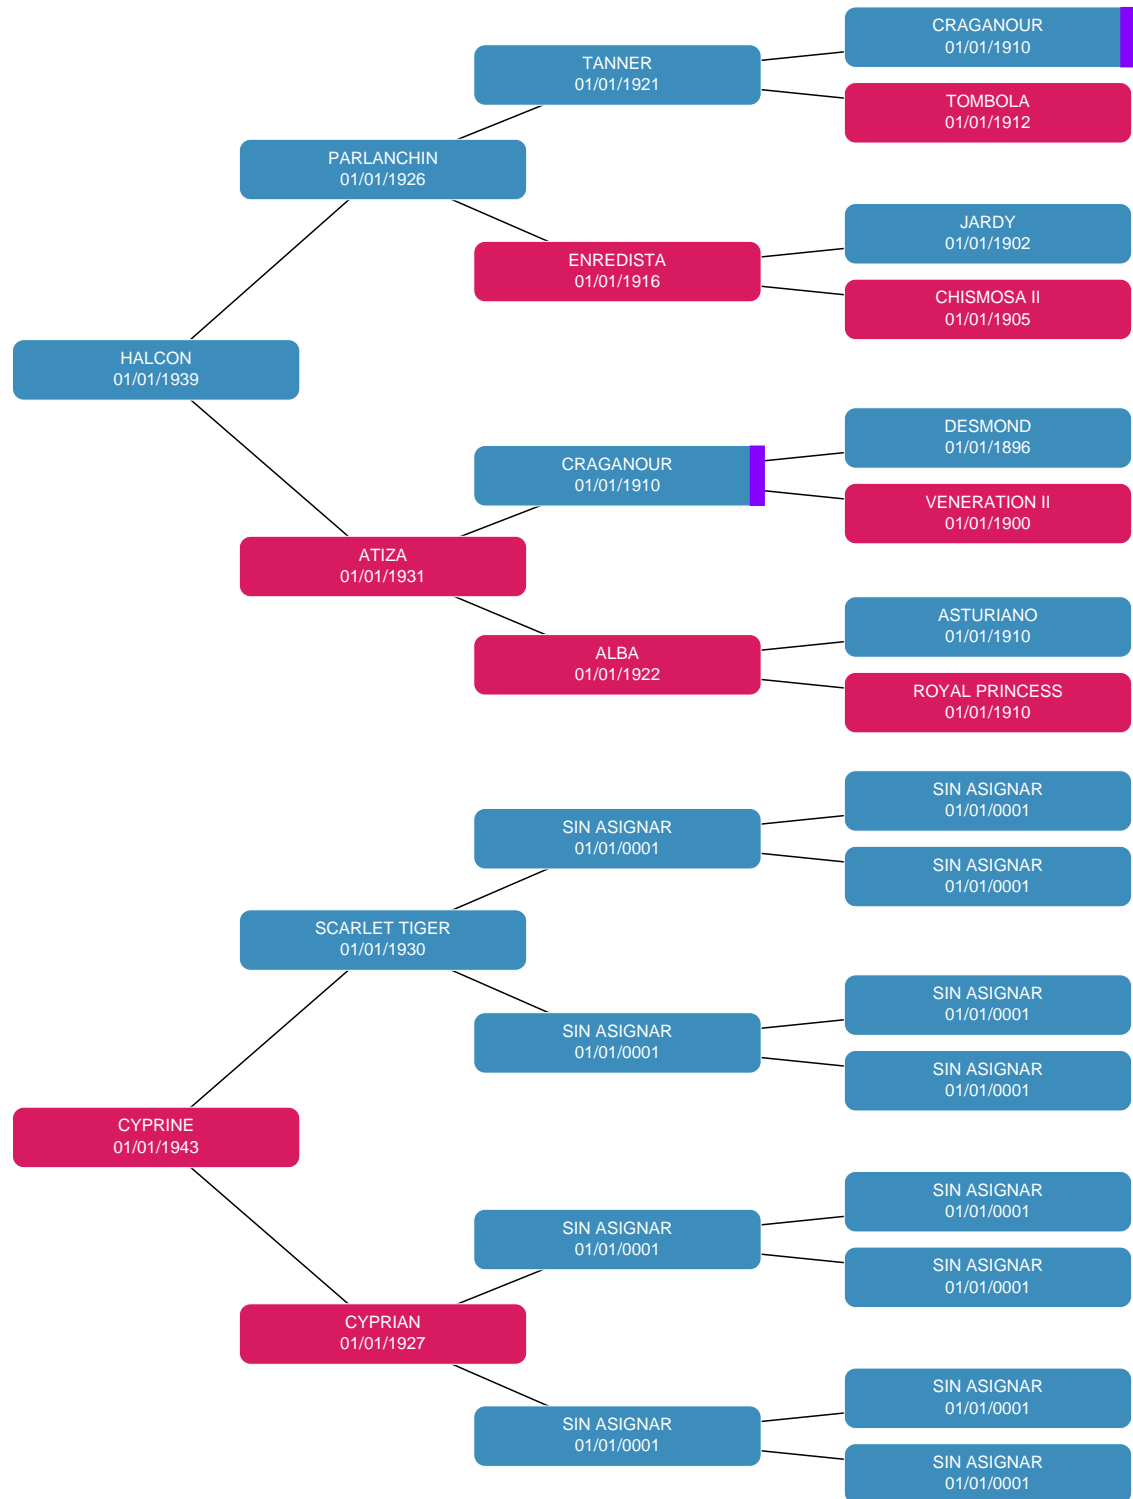 CRAGANOUR
01/01/1910
TANNER
01/01/1921
TOMBOLA
01/01/1912
PARLANCHIN
01/01/1926
JARDY
01/01/1902
ENREDISTA
01/01/1916
CHISMOSA II
01/01/1905
HALCON
01/01/1939
DESMOND
01/01/1896
CRAGANOUR
01/01/1910
VENERATION II
01/01/1900
ATIZA
01/01/1931
ASTURIANO
01/01/1910
ALBA
01/01/1922
ROYAL PRINCESS
01/01/1910
SIN ASIGNAR
01/01/0001
SIN ASIGNAR
01/01/0001
SIN ASIGNAR
01/01/0001
SCARLET TIGER
01/01/1930
SIN ASIGNAR
01/01/0001
SIN ASIGNAR
01/01/0001
SIN ASIGNAR
01/01/0001
CYPRINE
01/01/1943
SIN ASIGNAR
01/01/0001
SIN ASIGNAR
01/01/0001
SIN ASIGNAR
01/01/0001
CYPRIAN
01/01/1927
SIN ASIGNAR
01/01/0001
SIN ASIGNAR
01/01/0001
SIN ASIGNAR
01/01/0001